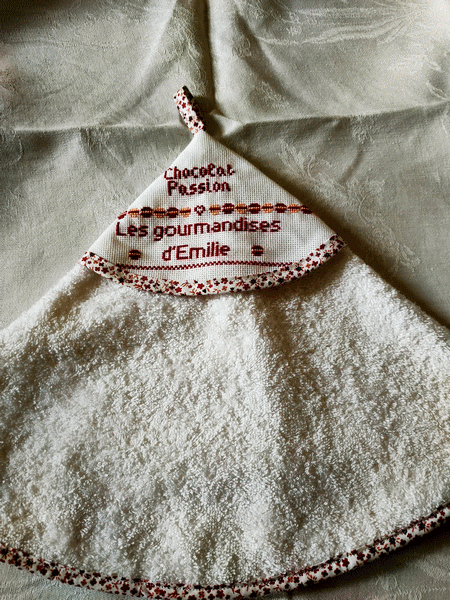 Chocolat
Passion
Les gourmandises
d'Emilie